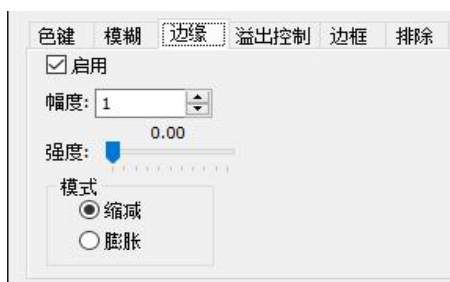 色键 模糊 边缘 溢出控制 边框 排除
启用
幅度: 1
0.00
强度:
模式
缩减
膨胀